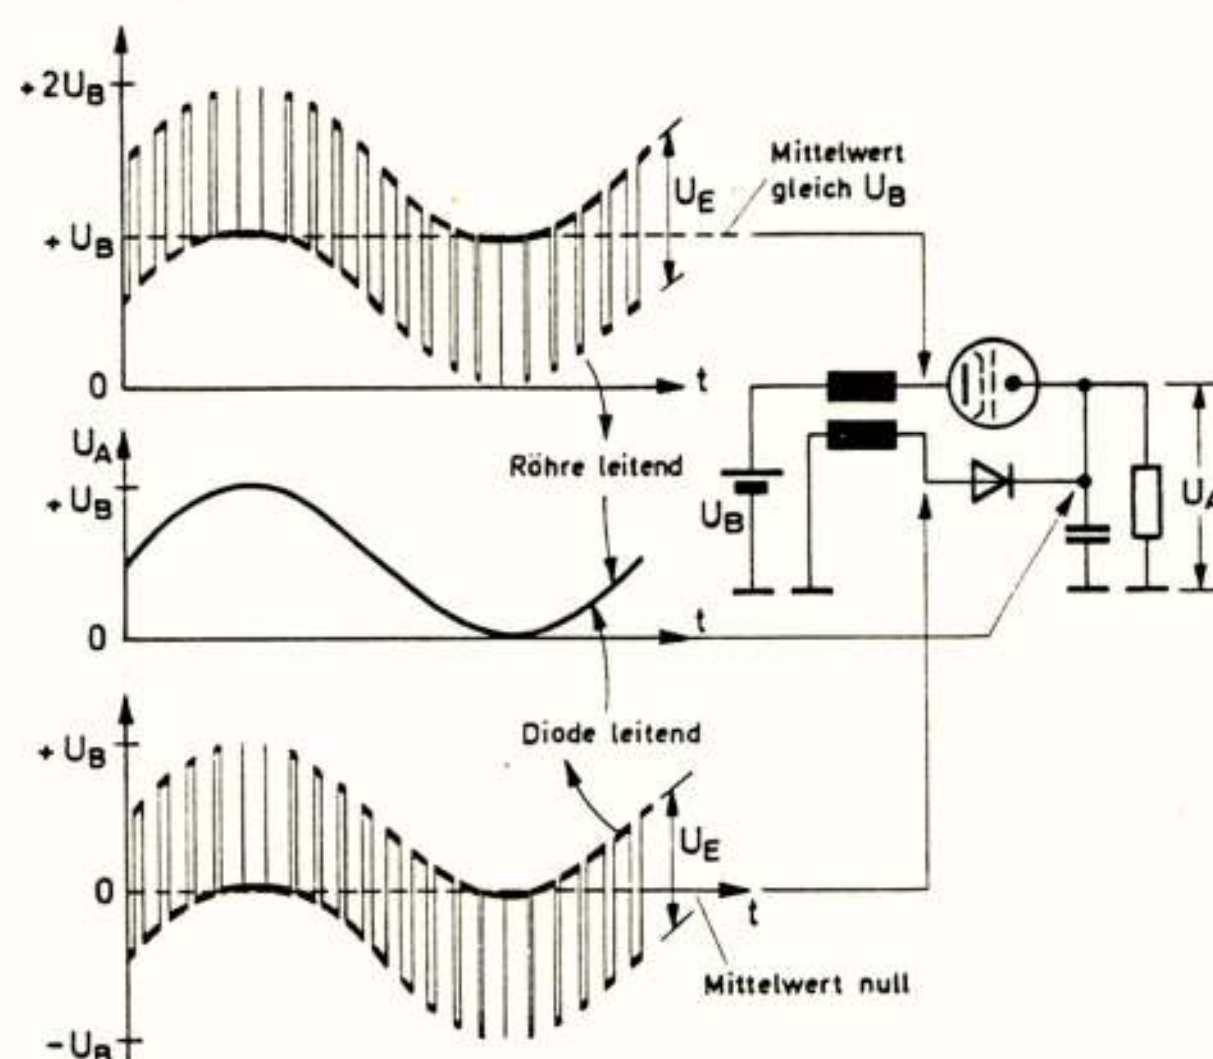 +2U_B
+U_B
0
t
U_E
Mittelwert
gleich U_B
U_A
+U_B
0
t
Röhre leitend
U_B
U_A
Diode leitend
+U_B
0
-U_B
t
U_E
Mittelwert null